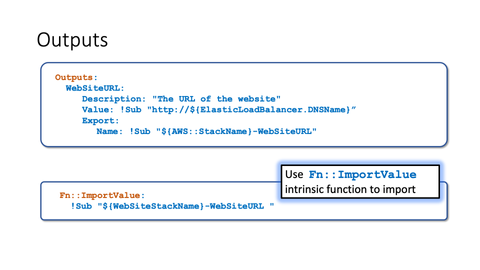 Outputs
Outputs:
WebSiteURL:
Description: "The URL of the website"
Value: !Sub "http://${ElasticLoadBalancer.DNSName}”
Export:
Name: !Sub "${AWS::StackName}-WebSiteURL"
Use Fn::ImportValue
intrinsic function to import
Fn::ImportValue:
!Sub "${WebSiteStackName}-WebSiteURL "